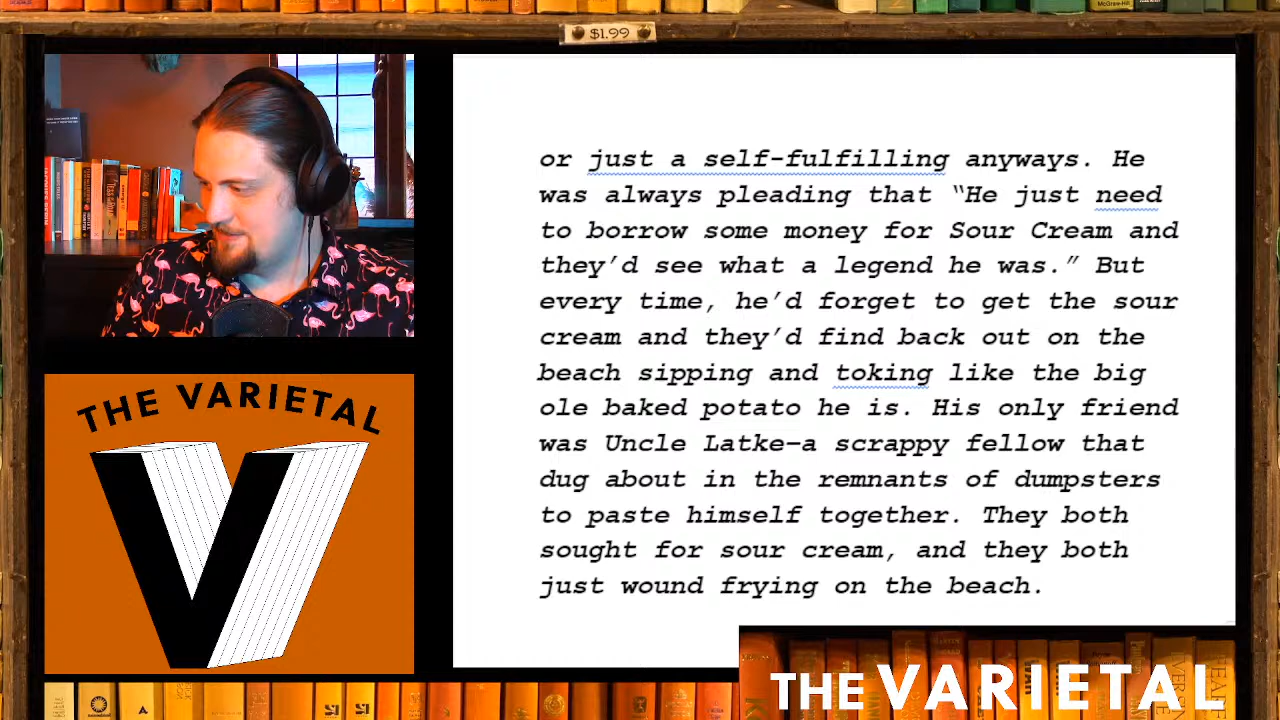 $1.99
McGraw-Hill
or just a self-fulfilling anyways. He
was always pleading that “He just need
to borrow some money for Sour Cream and
they’d see what a legend he was.” But
every time, he’d forget to get the sour
cream and they’d find back out on the
beach sipping and toking like the big
ole baked potato he is. His only friend
was Uncle Latke–a scrappy fellow that
dug about in the remnants of dumpsters
to paste himself together. They both
sought for sour cream, and they both
just wound frying on the beach.
THE VARIETAL
THE VARIETAL